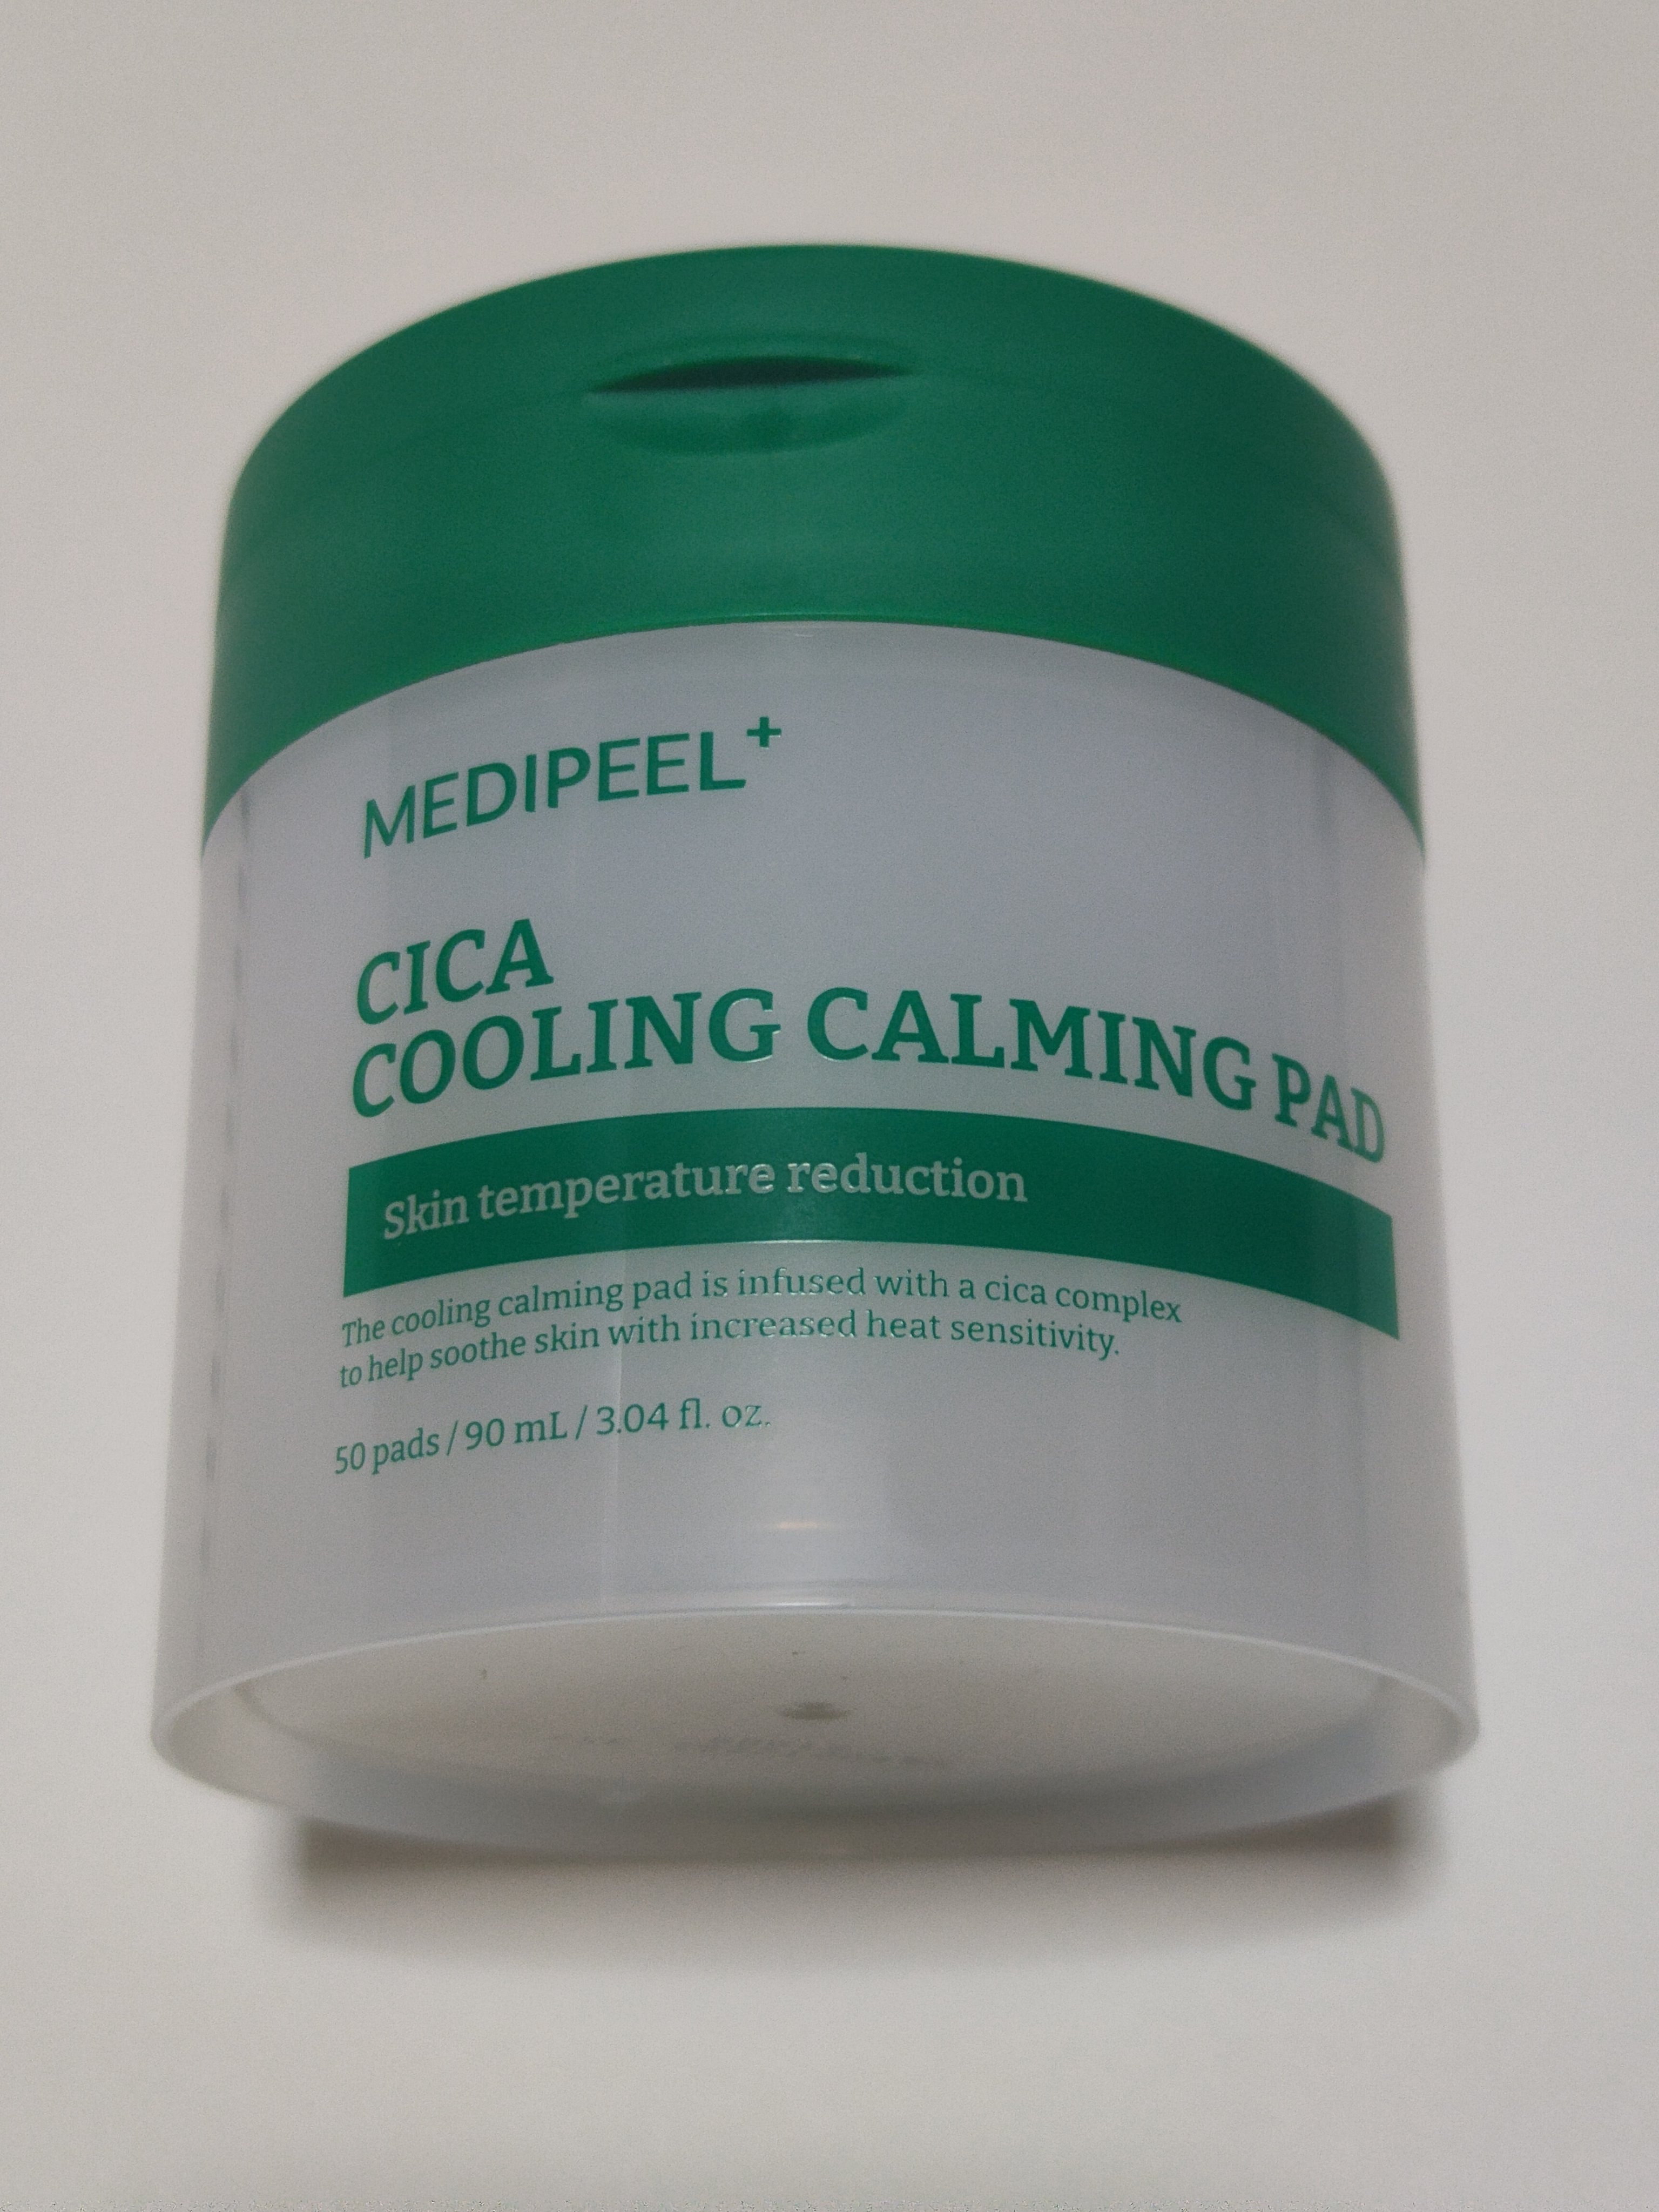 MEDIPEEL+
CICA
COOLING CALMING PAD
Skin temperature reduction
The cooling calming pad is infused with a cica complex
to help soothe skin with increased heat sensitivity.
50 pads / 90 mL / 3.04 fl. oz.